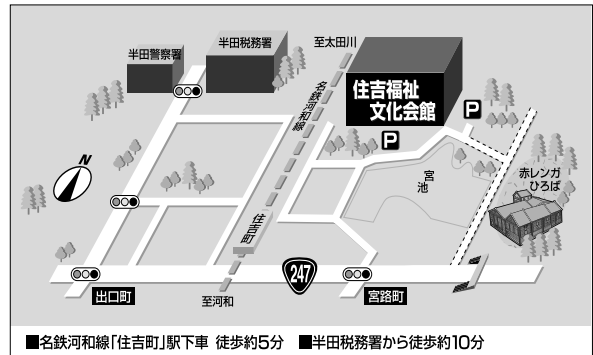 半田警察署
半田税務署
至太田川
名鉄河和線
住吉福祉
文化会館
P
P
N
赤レンガ
ひろば
宮池
住吉町
247
出口町
至河和
宮路町
■名鉄河和線「住吉町」駅下車 徒歩約5分 ■半田税務署から徒歩約10分